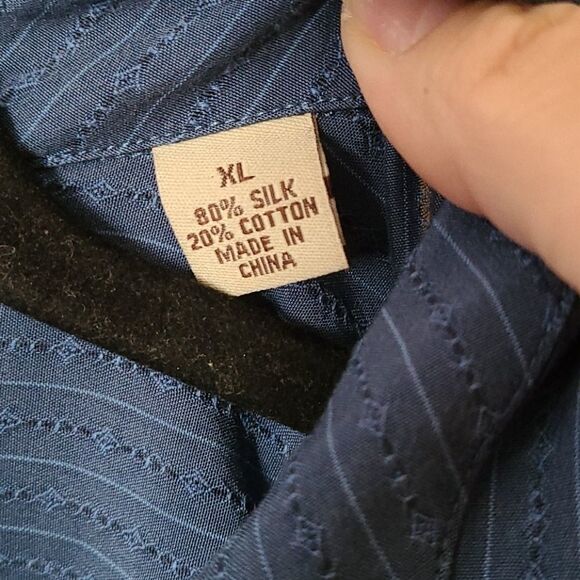 XL
80% SILK
20% COTTON
MADE IN
CHINA